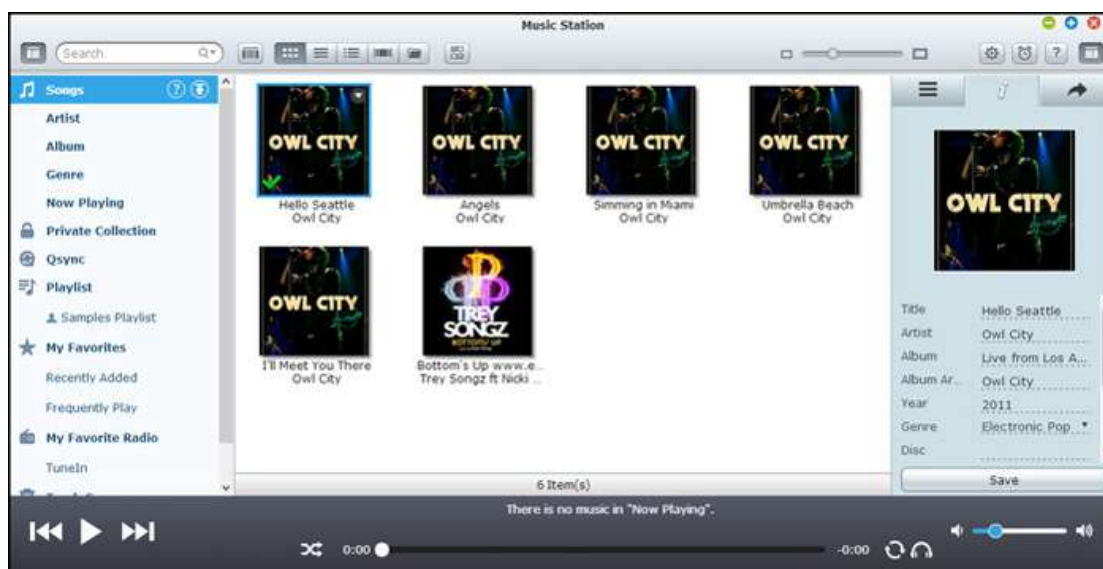 Music Station
Search
Songs
Artist
Album
Genre
Now Playing
Private Collection
Qsync
Playlist
Samples Playlist
My Favorites
Recently Added
Frequently Play
My Favorite Radio
TuneIn
OWL CITY
Hello Seattle
Owl City
OWL CITY
Angels
Owl City
OWL CITY
Simming in Miami
Owl City
OWL CITY
Umbrella Beach
Owl City
OWL CITY
I'll Meet You There
Owl City
TREY
SONGZ
BOTTOMS UP
Bottom's Up www.e...
Trey Songz ft Nicki ...
6 Item(s)
OWL CITY
Title Hello Seattle
Artist Owl City
Album Live from Los A...
Album Ar... Owl City
Year 2011
Genre Electronic Pop
Disc
Save
There is no music in "Now Playing".
0:00
-0:00